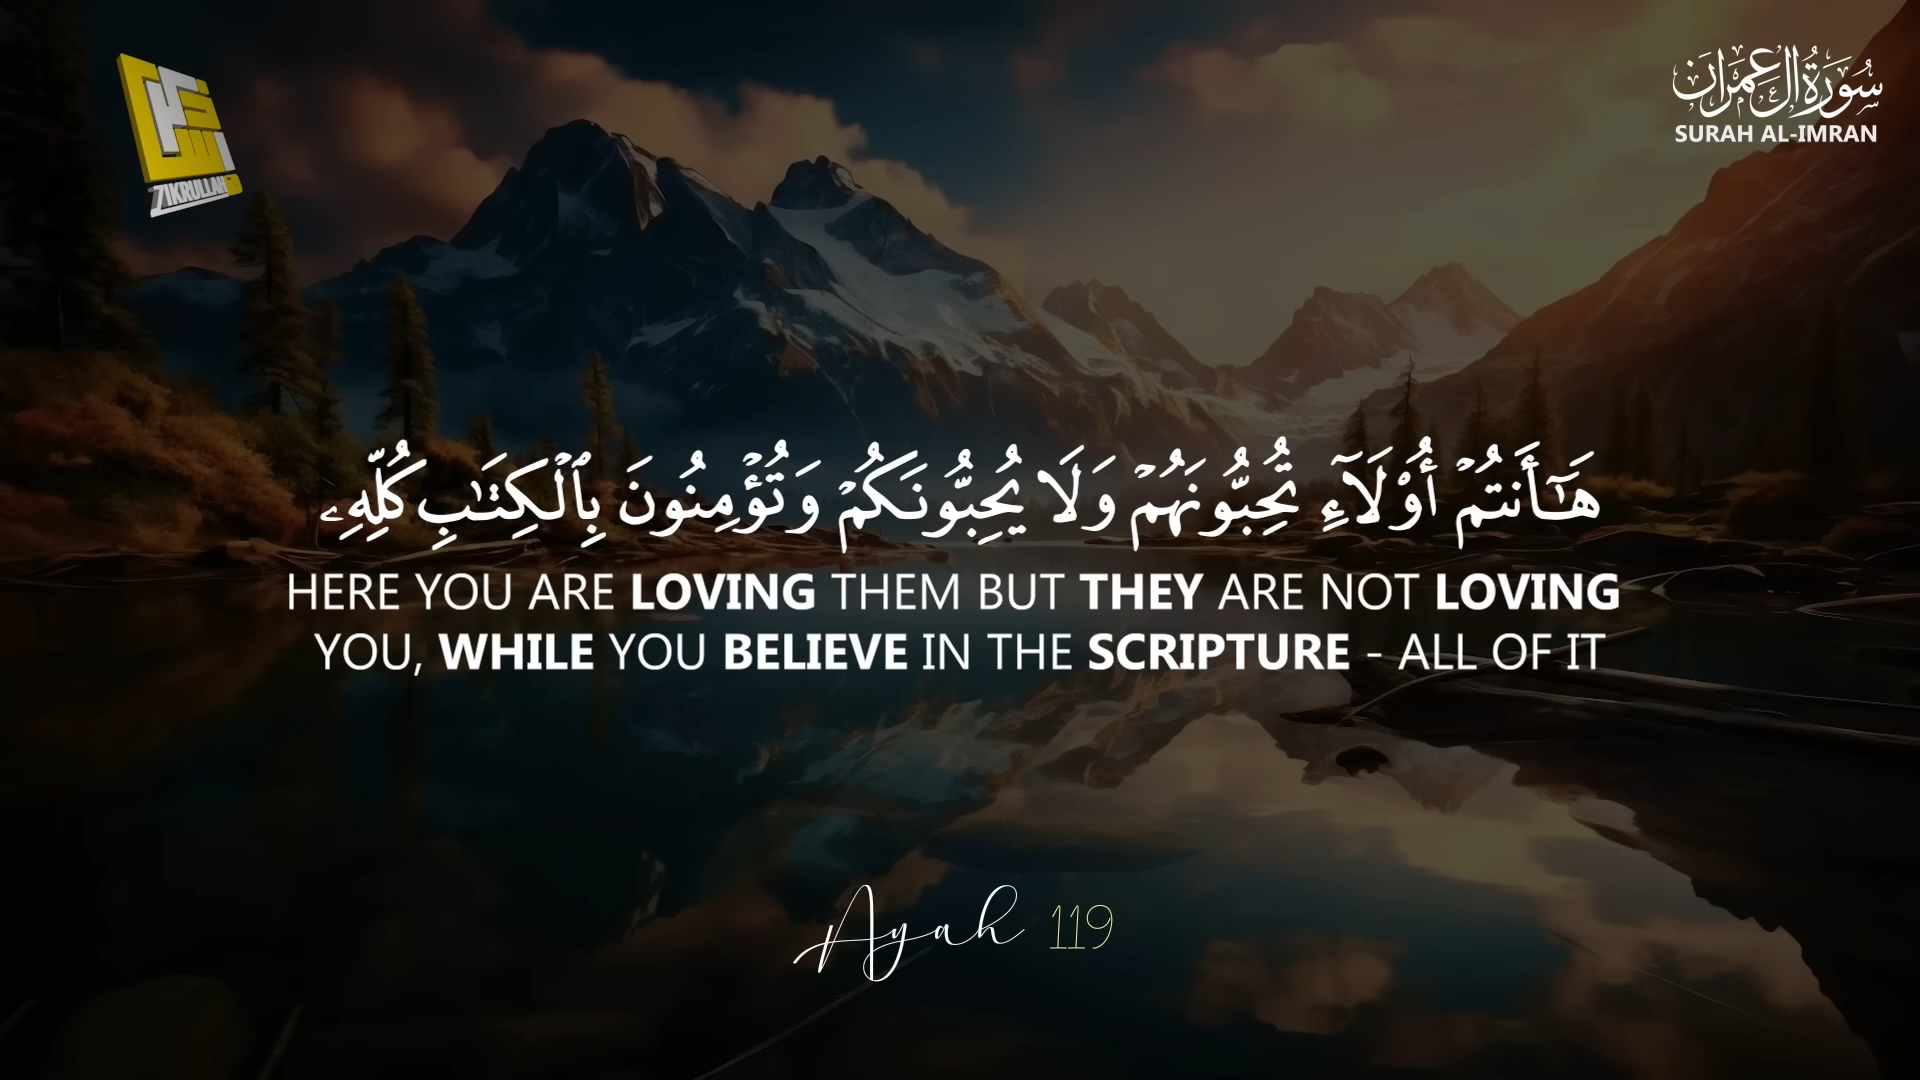 ZIKRULLAH
سُورَةُ آلِ عِمْرَان
SURAH AL-IMRAN
هَـٰٓأَنتُمْ أُو۟لَآءِ تُحِبُّونَهُمْ وَلَا يُحِبُّونَكُمْ وَتُؤْمِنُونَ بِٱلْكِتَـٰبِ كُلِّهِۦ
HERE YOU ARE LOVING THEM BUT THEY ARE NOT LOVING
YOU, WHILE YOU BELIEVE IN THE SCRIPTURE - ALL OF IT
Ayah 119